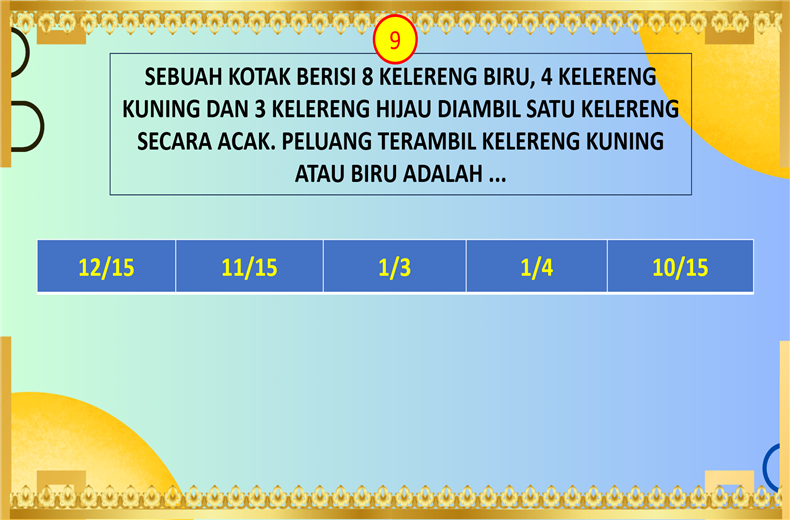 9
SEBUAH KOTAK BERISI 8 KELERENG BIRU, 4 KELERENG
KUNING DAN 3 KELERENG HIJAU DIAMBIL SATU KELERENG
SECARA ACAK. PELUANG TERAMBIL KELERENG KUNING
ATAU BIRU ADALAH ...
12/15 11/15 1/3 1/4 10/15